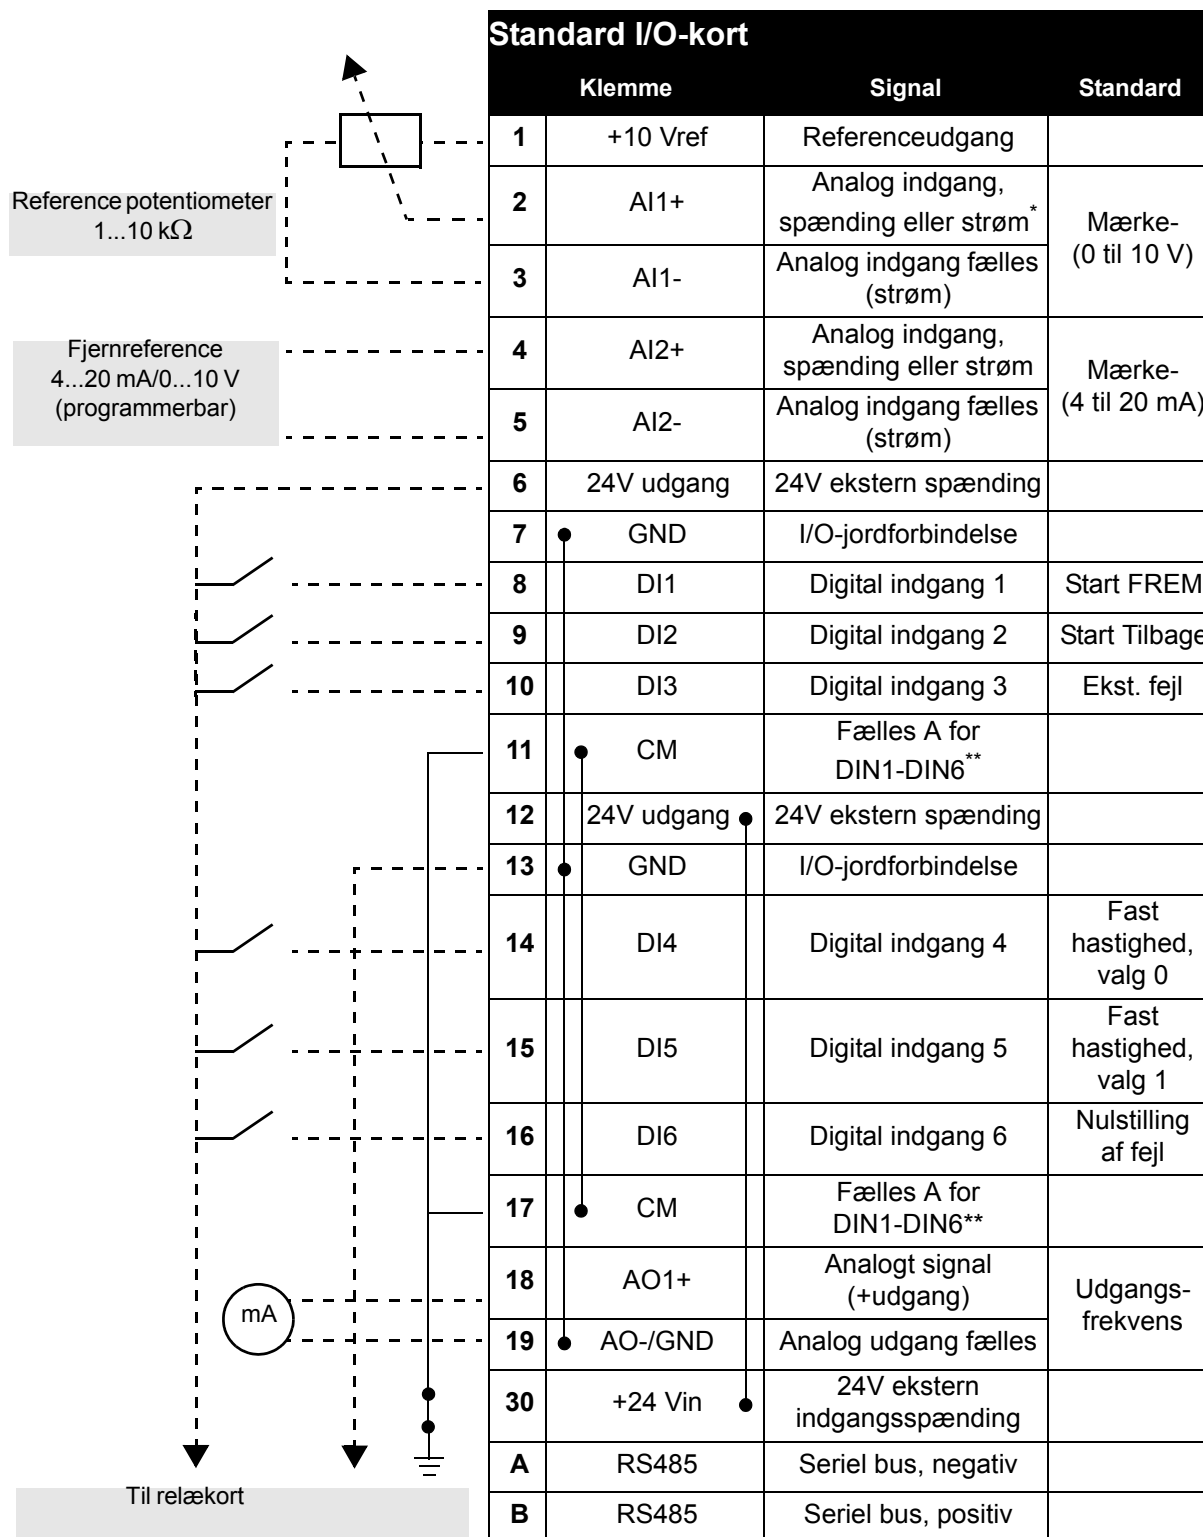 Standard I/O-kort
Klemme Signal Standard
1 +10 Vref Referenceudgang
Reference potentiometer
1...10 kΩ
2 AI1+ Analog indgang,
spænding eller strøm*
Mærke-
(0 til 10 V)
3 AI1- Analog indgang fælles
(strøm)
Fjernreference
4...20 mA/0...10 V
(programmerbar)
4 AI2+ Analog indgang,
spænding eller strøm
Mærke-
(4 til 20 mA)
5 AI2- Analog indgang fælles
(strøm)
6 24V udgang 24V ekstern spænding
7 GND I/O-jordforbindelse
8 DI1 Digital indgang 1 Start FREM
9 DI2 Digital indgang 2 Start Tilbage
10 DI3 Digital indgang 3 Ekst. fejl
11 CM Fælles A for
DIN1-DIN6**
12 24V udgang 24V ekstern spænding
13 GND I/O-jordforbindelse
14 DI4 Digital indgang 4 Fast
hastighed,
valg 0
15 DI5 Digital indgang 5 Fast
hastighed,
valg 1
16 DI6 Digital indgang 6 Nulstilling
af fejl
17 CM Fælles A for
DIN1-DIN6**
mA
18 AO1+ Analogt signal
(+udgang)
Udgangs-
frekvens
19 AO-/GND Analog udgang fælles
30 +24 Vin 24V ekstern
indgangsspænding
A RS485 Seriel bus, negativ
Til relækort
B RS485 Seriel bus, positiv